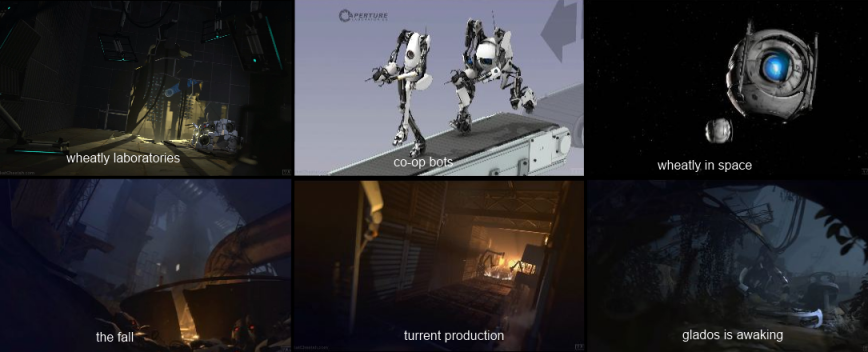 APERTURE
wheatly laboratories
co-op bots
wheatly in space
the fall
turrent production
glados is awaking